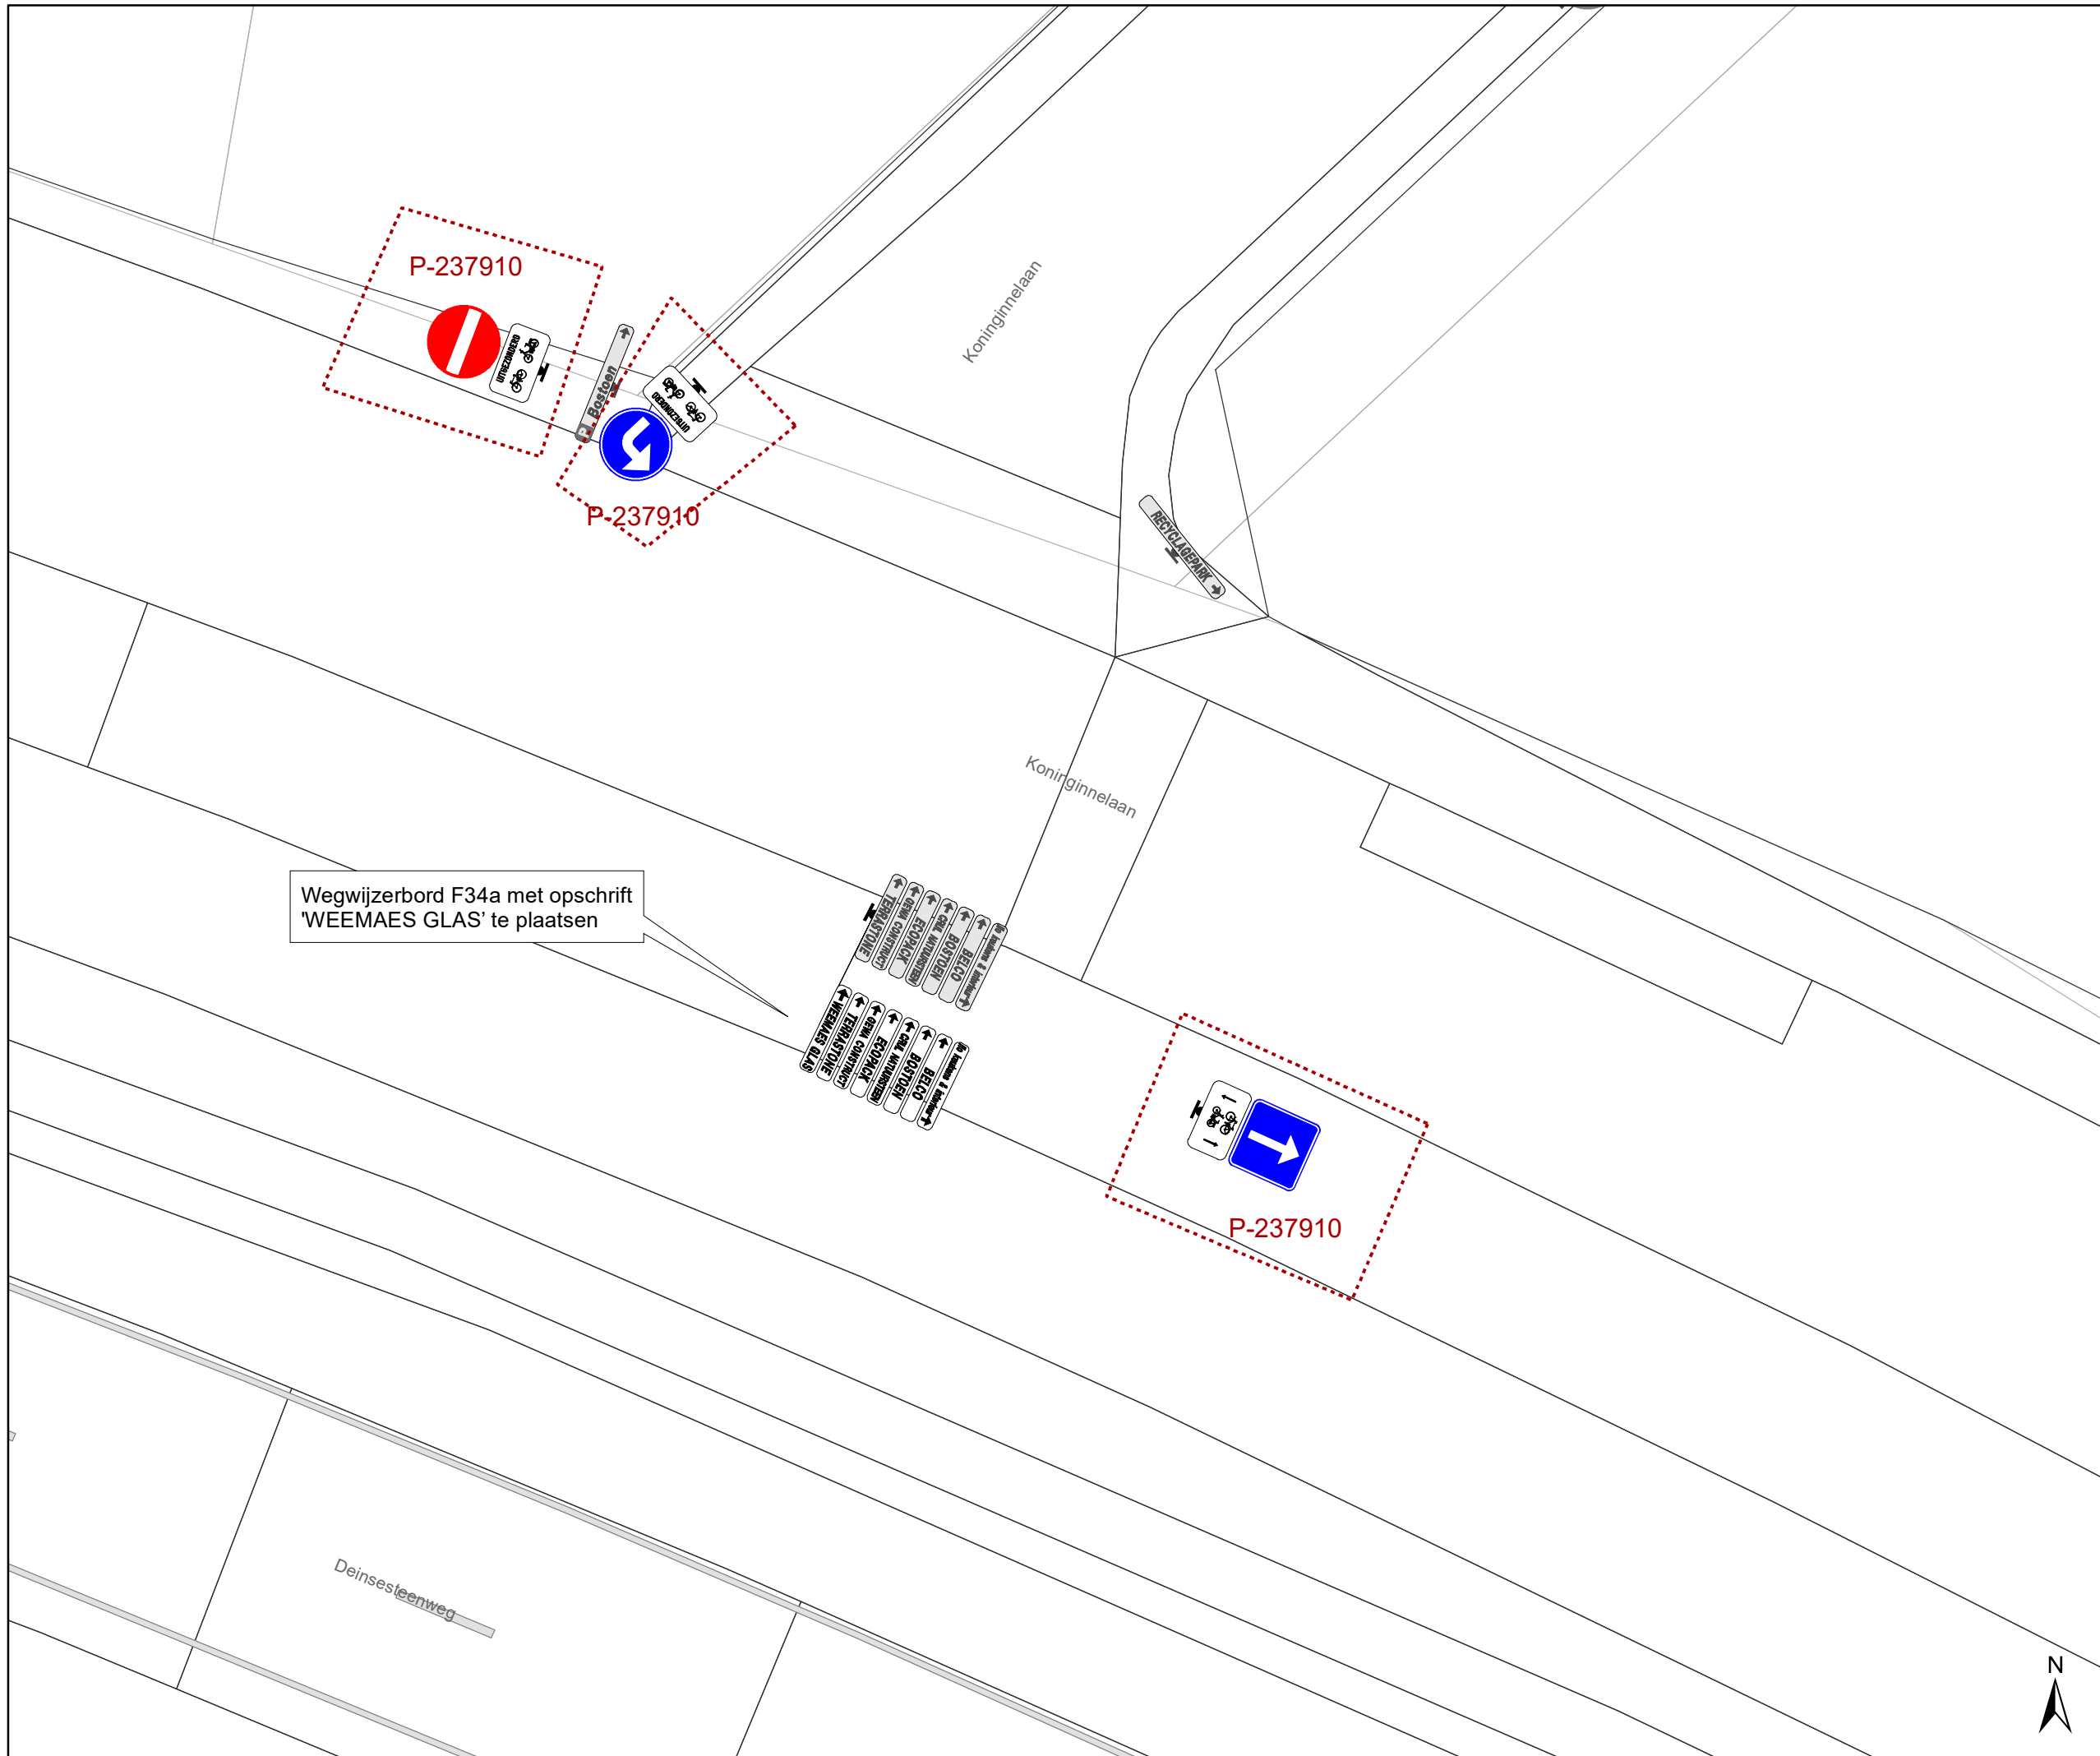 P-237910
UITGEZONDERD
P. Bostoen
UITGEZONDERD
P-237910
Koninginnelaan
RECYCLAGEPARK
Koninginnelaan
Wegwijzerbord F34a met opschrift
'WEEMAES GLAS’ te plaatsen
TERRASTONE
GEWA CONSTRUCT
ECOPACK
BOSTOEN
BELCO
WEEMAES GLAS
TERRASTONE
GEWA CONSTRUCT
ECOPACK
BOSTOEN
BELCO
P-237910
Deinsesteenweg
N